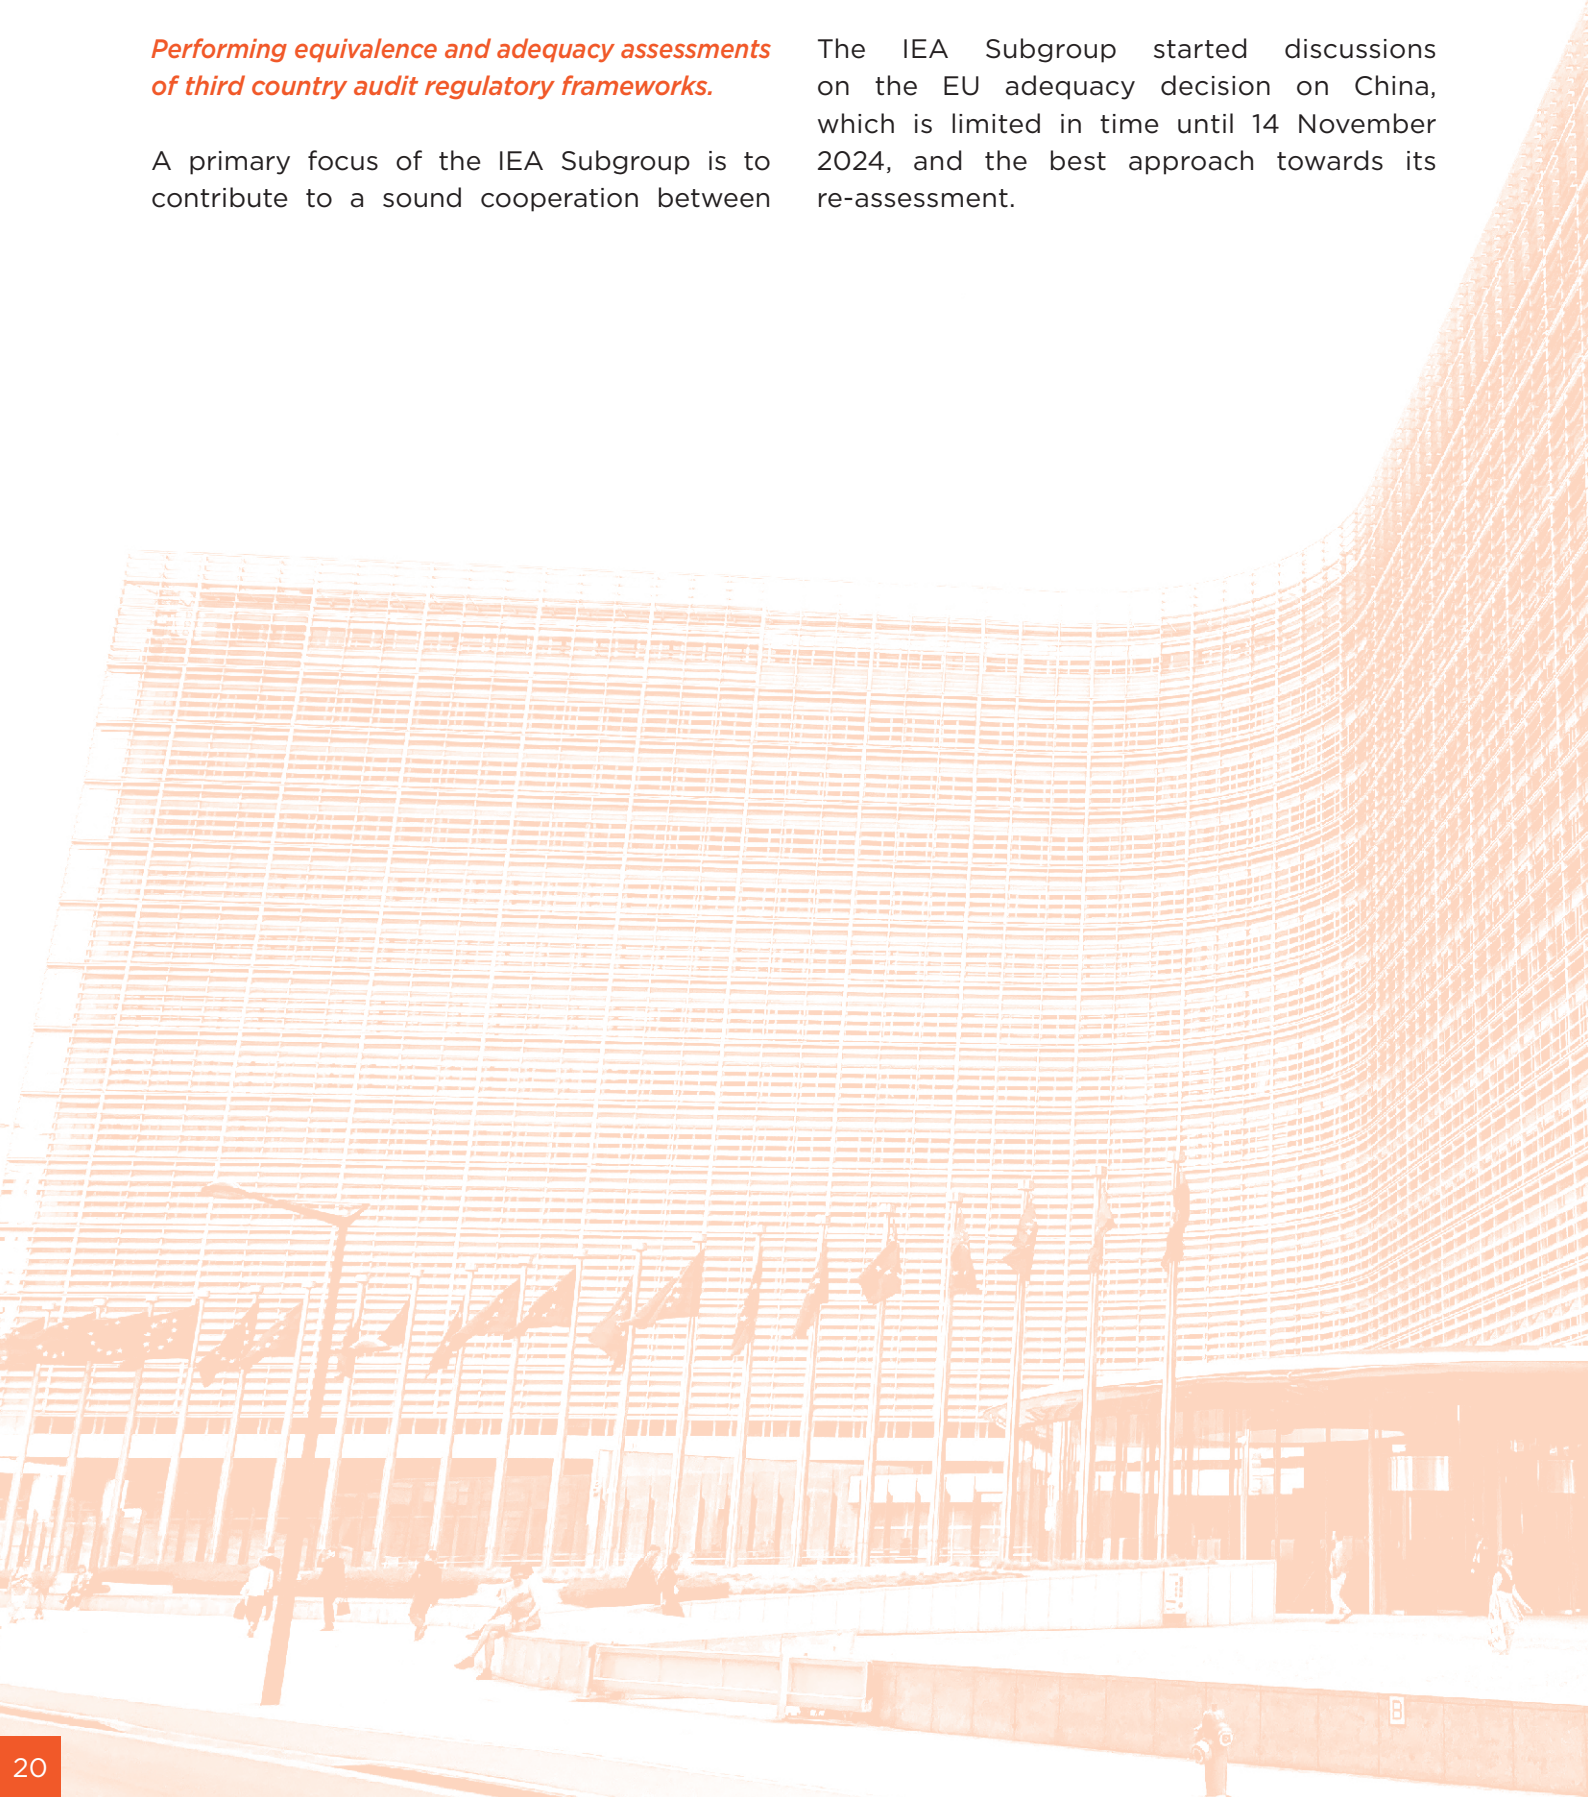 Performing equivalence and adequacy assessments
of third country audit regulatory frameworks.
A primary focus of the IEA Subgroup is to
contribute to a sound cooperation between
The IEA Subgroup started discussions
on the EU adequacy decision on China,
which is limited in time until 14 November
2024, and the best approach towards its
re-assessment.
20